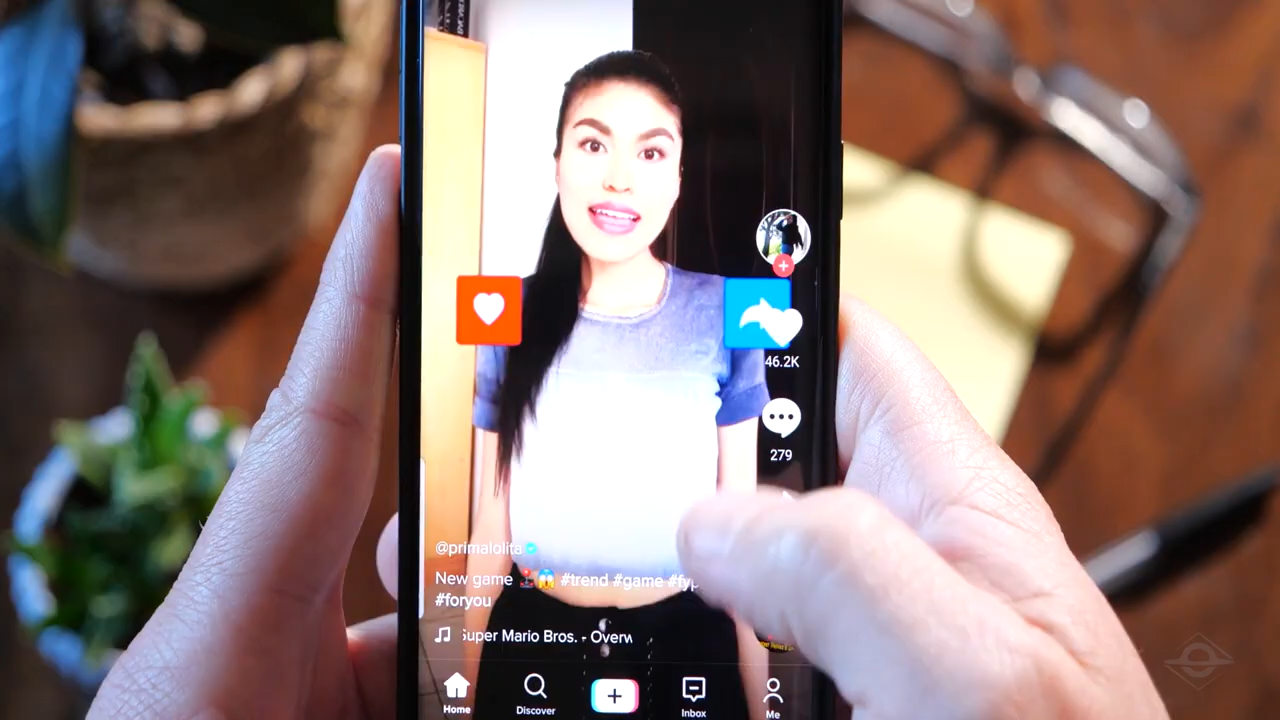 46.2K
279
@primalolita
New game #trend #game #fyp
#foryou
Super Mario Bros. - Overw
Home
Discover
Inbox
Me